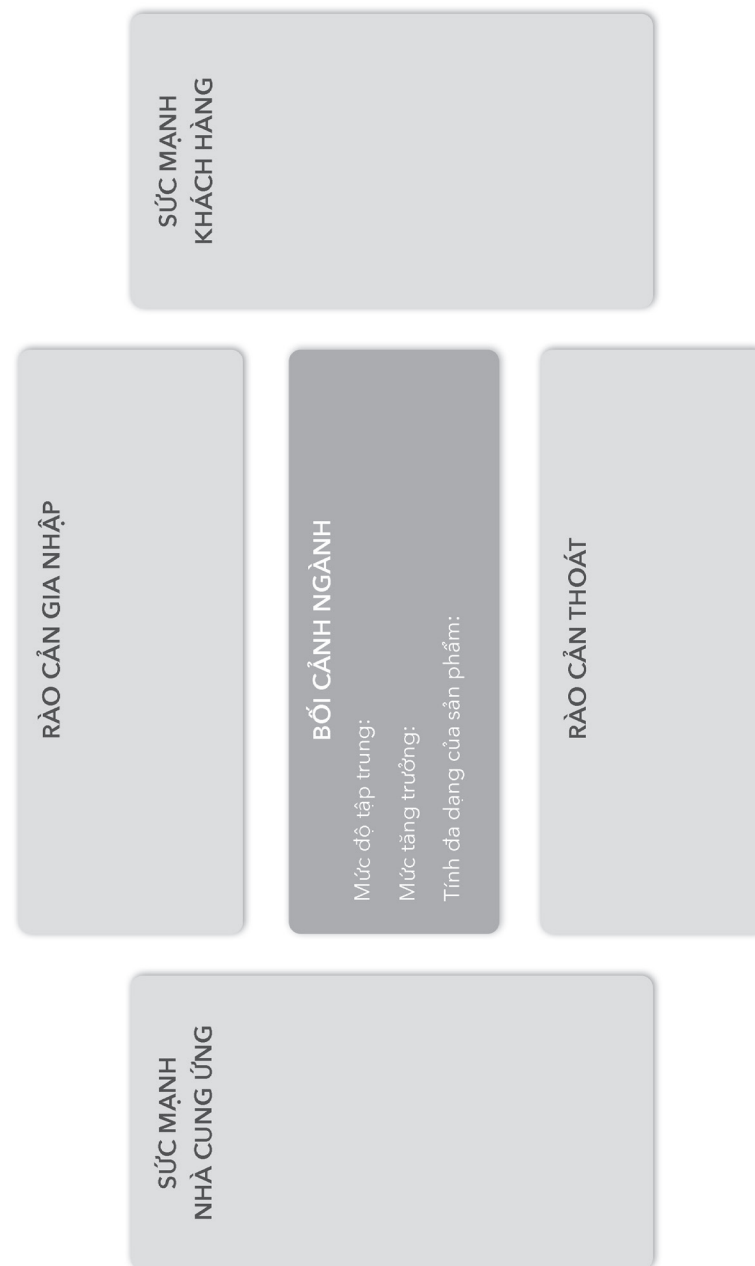 RÀO CẢN GIA NHẬP
SỨC MẠNH
NHÀ CUNG ỨNG
BỐI CẢNH NGÀNH
Mức độ tập trung:
Mức tăng trưởng:
Tính đa dạng của sản phẩm:
SỨC MẠNH
KHÁCH HÀNG
RÀO CẢN THOÁT